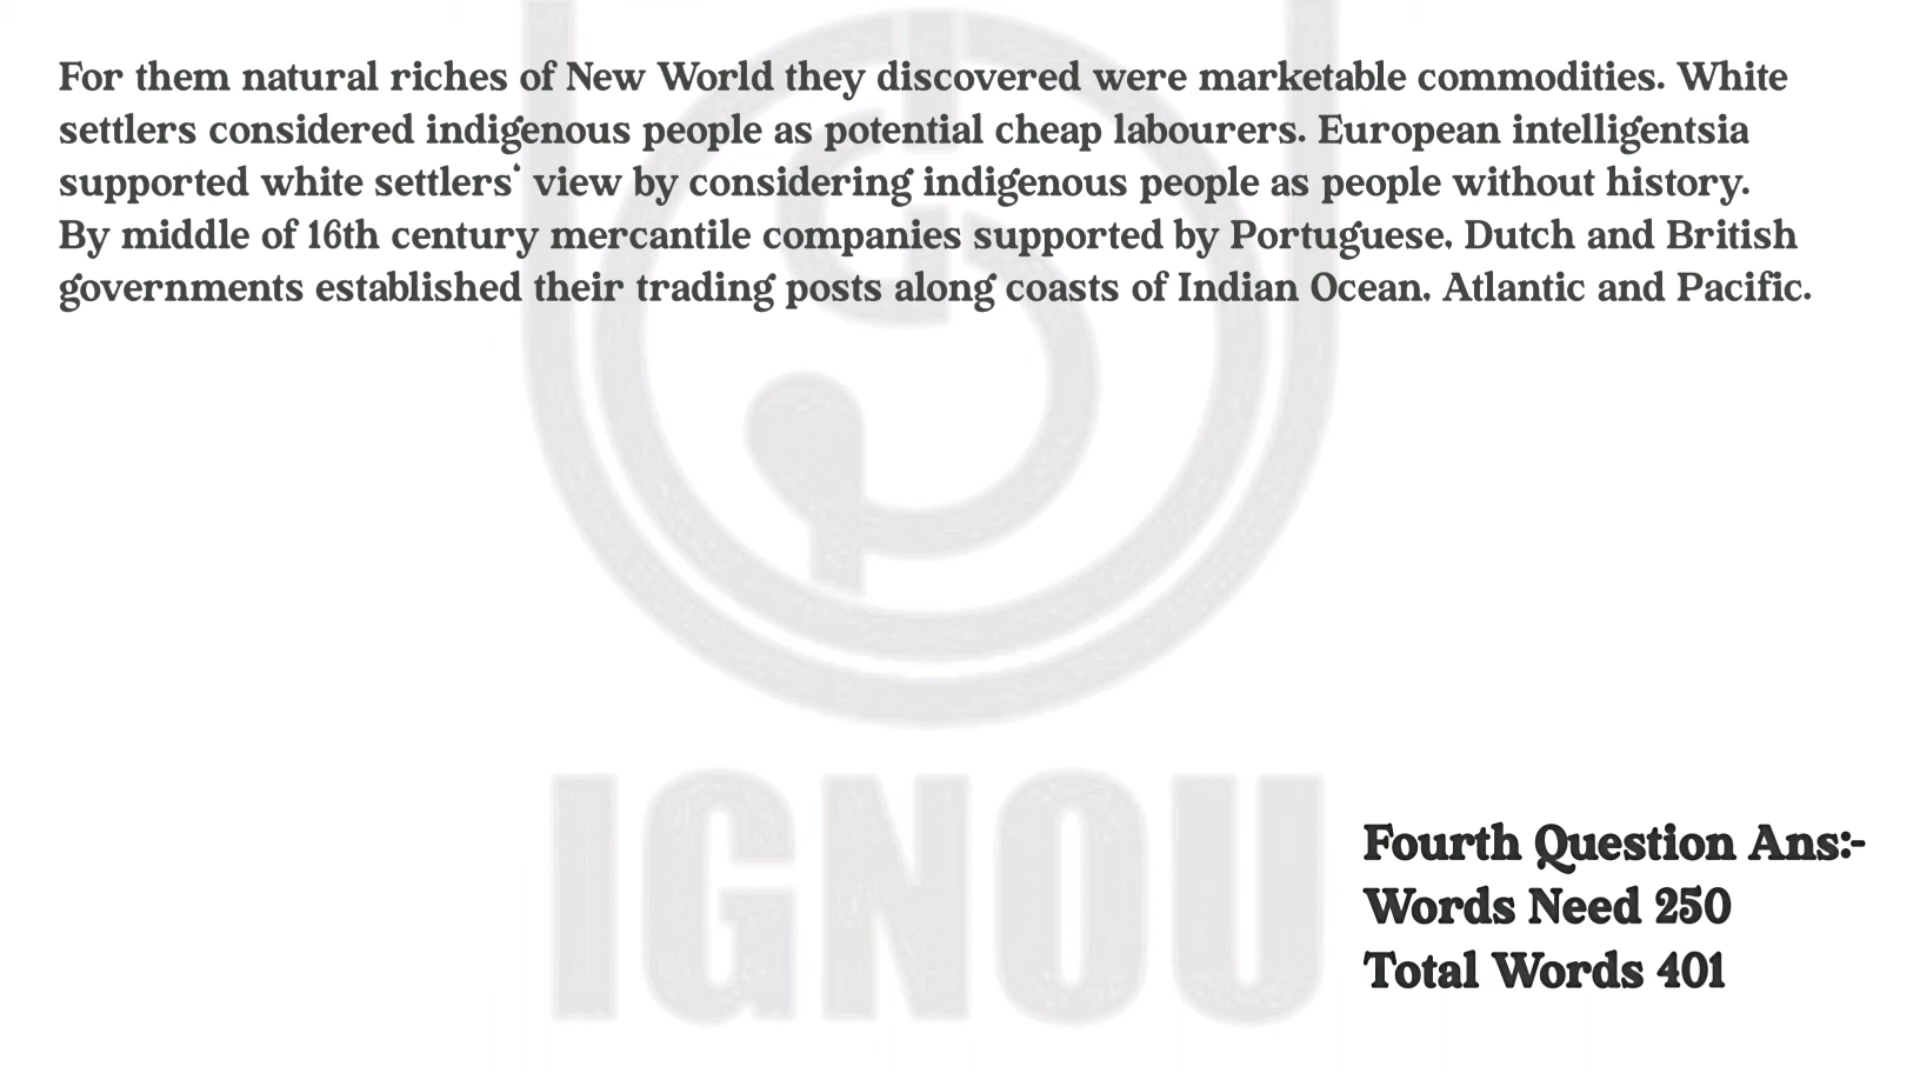 For them natural riches of New World they discovered were marketable commodities. White
settlers considered indigenous people as potential cheap labourers. European intelligentsia
supported white settlers' view by considering indigenous people as people without history.
By middle of 16th century mercantile companies supported by Portuguese, Dutch and British
governments established their trading posts along coasts of Indian Ocean, Atlantic and Pacific.
IGNOU
Fourth Question Ans:-
Words Need 250
Total Words 401